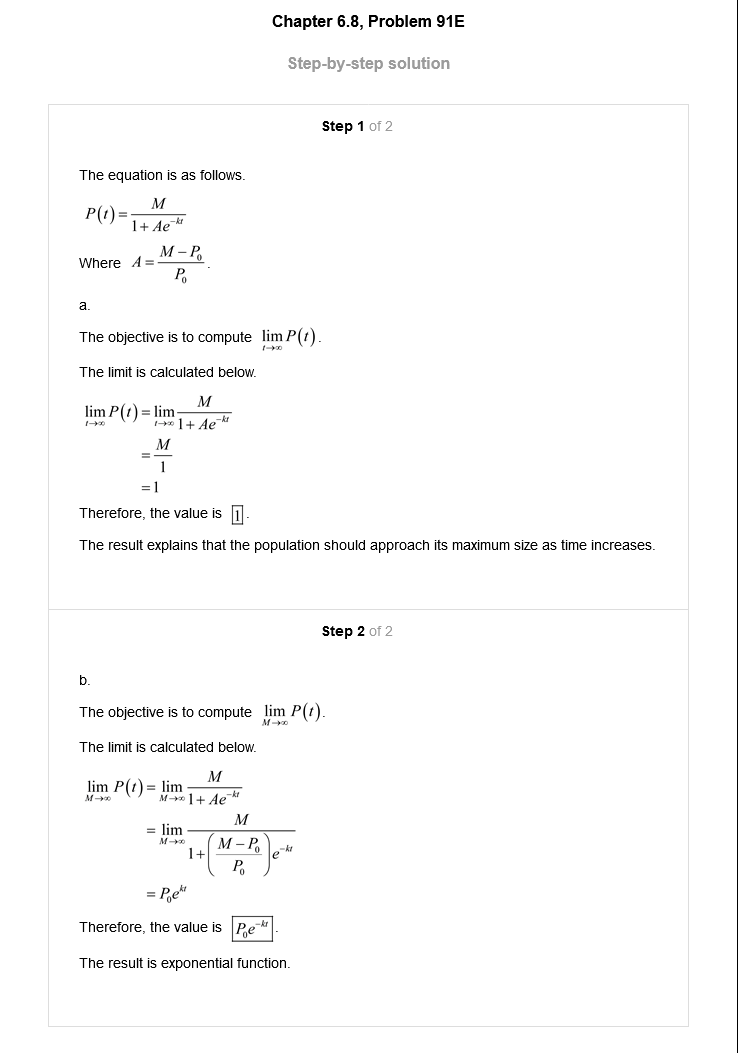 Chapter 6.8, Problem 91E
Step-by-step solution
Step 1 of 2
The equation is as follows.
P(t) = \frac{M}{1 + Ae^{-kt}}
Where A = \frac{M - P_0}{P_0}.
a.
The objective is to compute \lim_{t \to \infty} P(t).
The limit is calculated below.
\lim_{t \to \infty} P(t) = \lim_{t \to \infty} \frac{M}{1 + Ae^{-kt}}
= \frac{M}{1}
= 1
Therefore, the value is \boxed{1}.
The result explains that the population should approach its maximum size as time increases.
Step 2 of 2
b.
The objective is to compute \lim_{M \to \infty} P(t).
The limit is calculated below.
\lim_{M \to \infty} P(t) = \lim_{M \to \infty} \frac{M}{1 + Ae^{-kt}}
= \lim_{M \to \infty} \frac{M}{1 + \left(\frac{M - P_0}{P_0}\right)e^{-kt}}
= P_0 e^{kt}
Therefore, the value is \boxed{P_0 e^{-kt}}.
The result is exponential function.